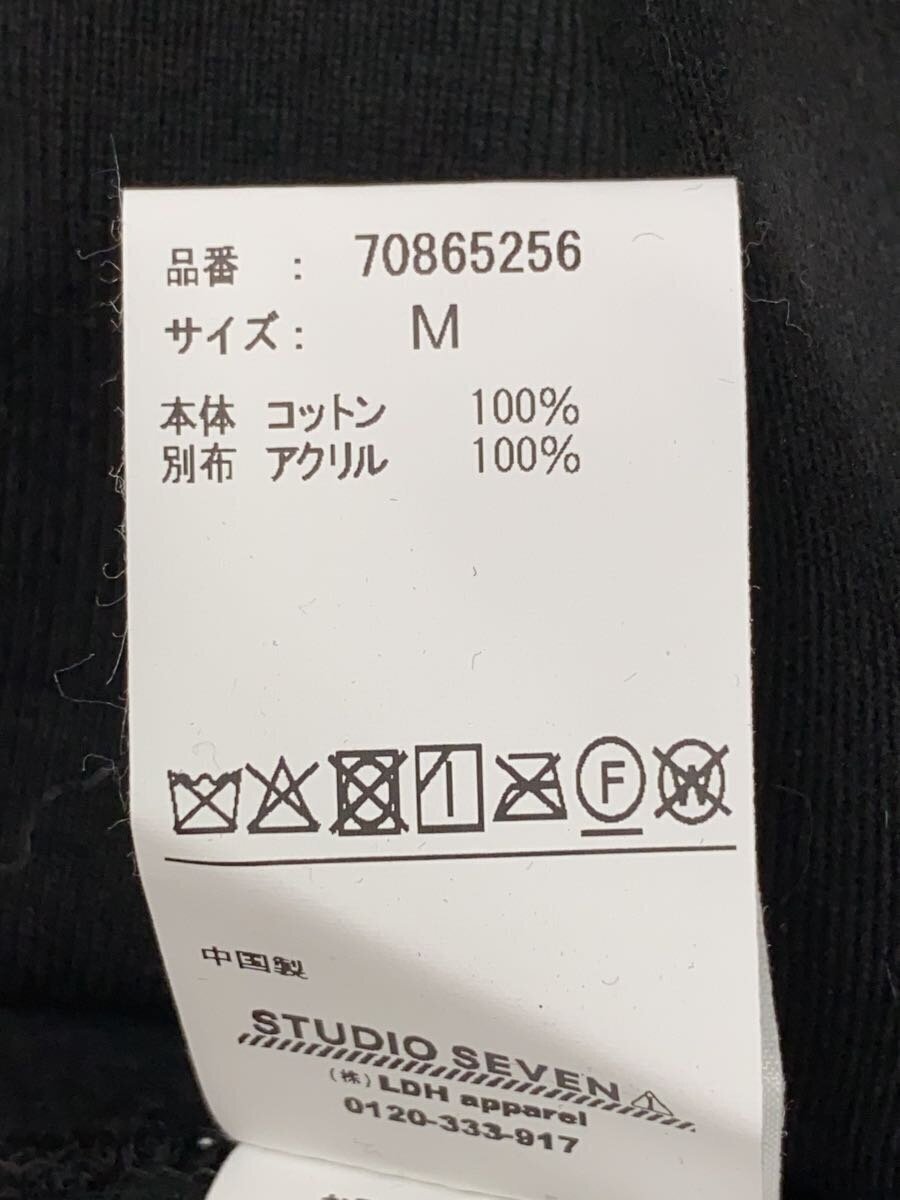 品番 : 70865256
サイズ: M
本体 コットン 100%
別布 アクリル 100%
F W
中国製
STUDIO SEVEN
(株) LDH apparel
0120-333-917